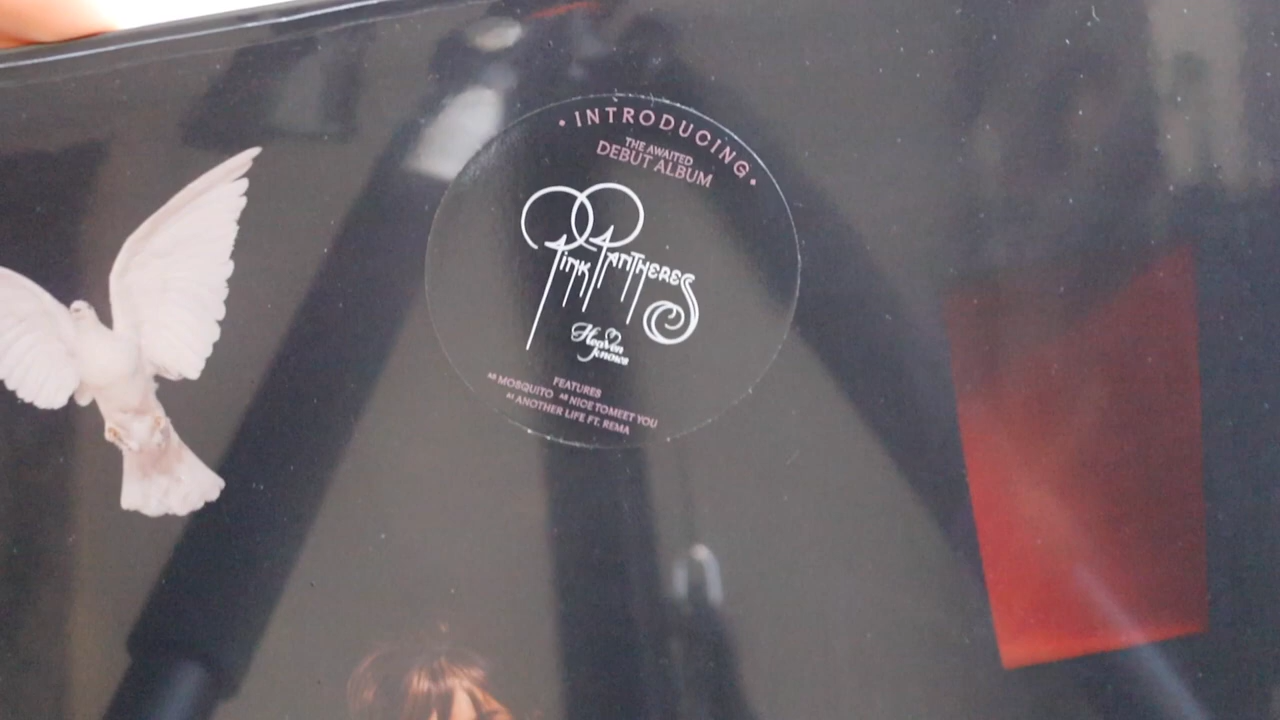 • INTRODUCING •
THE AWAITED
DEBUT ALBUM
PinkPantheress
Heaven
knows
FEATURES
MOSQUITO NICE TO MEET YOU
ANOTHER LIFE FT. REMA